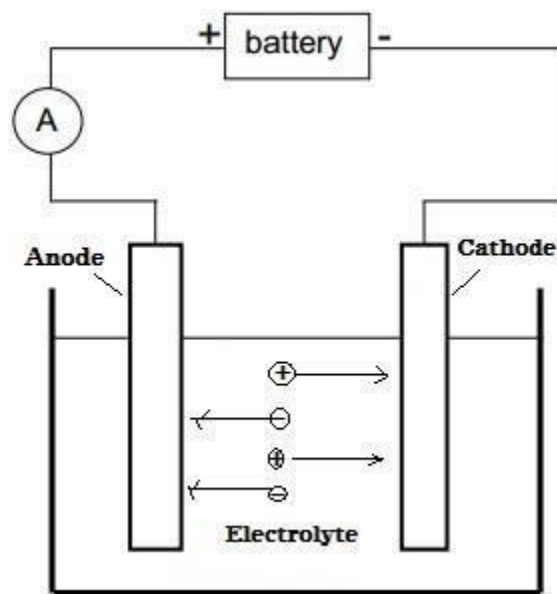 + battery -
A
Anode
Cathode
+
-
+
-
Electrolyte